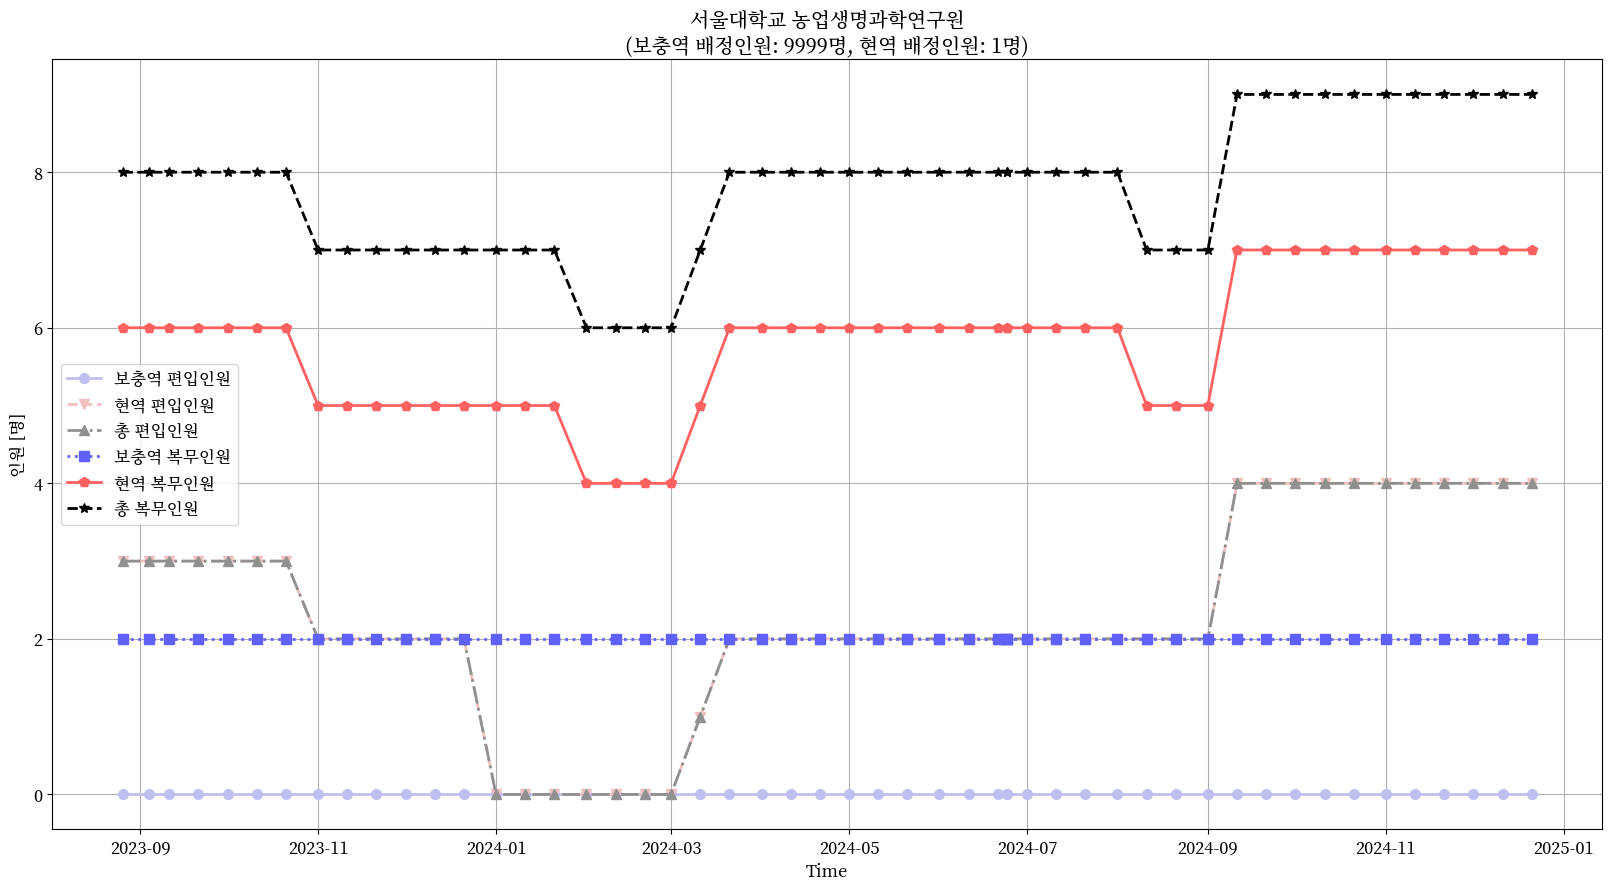 서울대학교 농업생명과학연구원
(보충역 배정인원: 9999명, 현역 배정인원: 1명)
인원 [명]
8
6
4
2
0
보충역 편입인원
현역 편입인원
총 편입인원
보충역 복무인원
현역 복무인원
총 복무인원
2023-09
2023-11
2024-01
2024-03
2024-05
2024-07
2024-09
2024-11
2025-01
Time